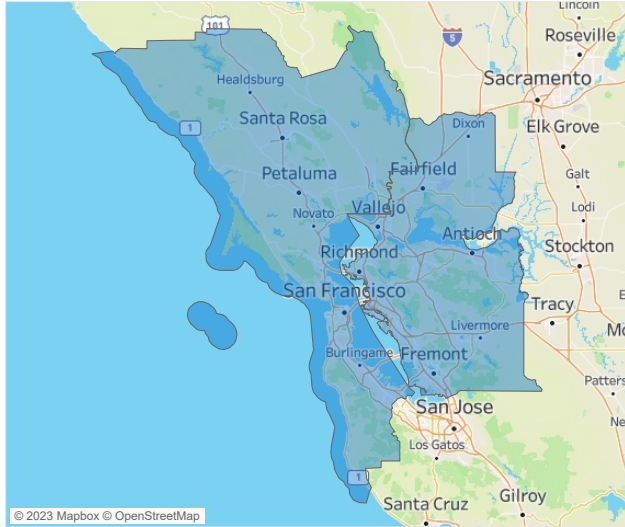 Lincoln
101
5
Roseville
Healdsburg
Sacramento
Santa Rosa
1
Dixon
Elk Grove
Petaluma
Fairfield
Galt
Novato
Vallejo
Lodi
Antioch
Richmond
Stockton
San Francisco
Tracy
Livermore
Burlingame
Fremont
Patters
San Jose
Los Gatos
1
Gilroy
Santa Cruz
© 2023 Mapbox © OpenStreetMap